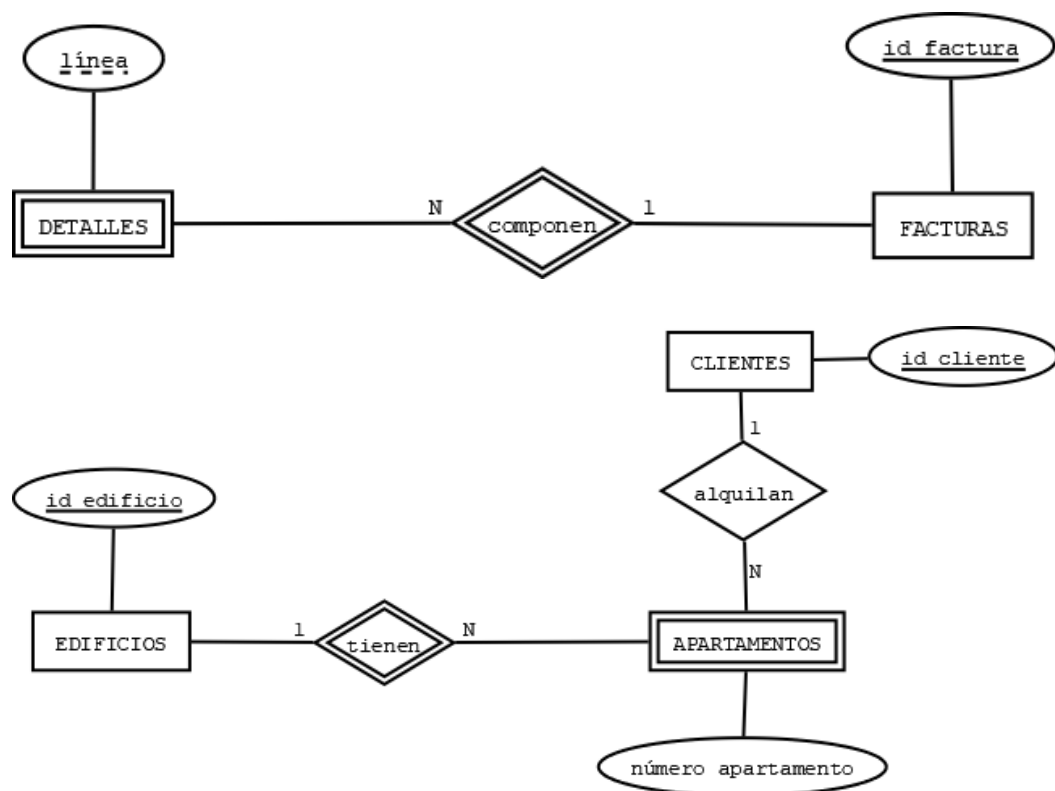 línea
id factura
DETALLES
N
componen
1
FACTURAS
CLIENTES
id cliente
1
alquilan
N
id edificio
EDIFICIOS
1
tienen
N
APARTAMENTOS
número apartamento